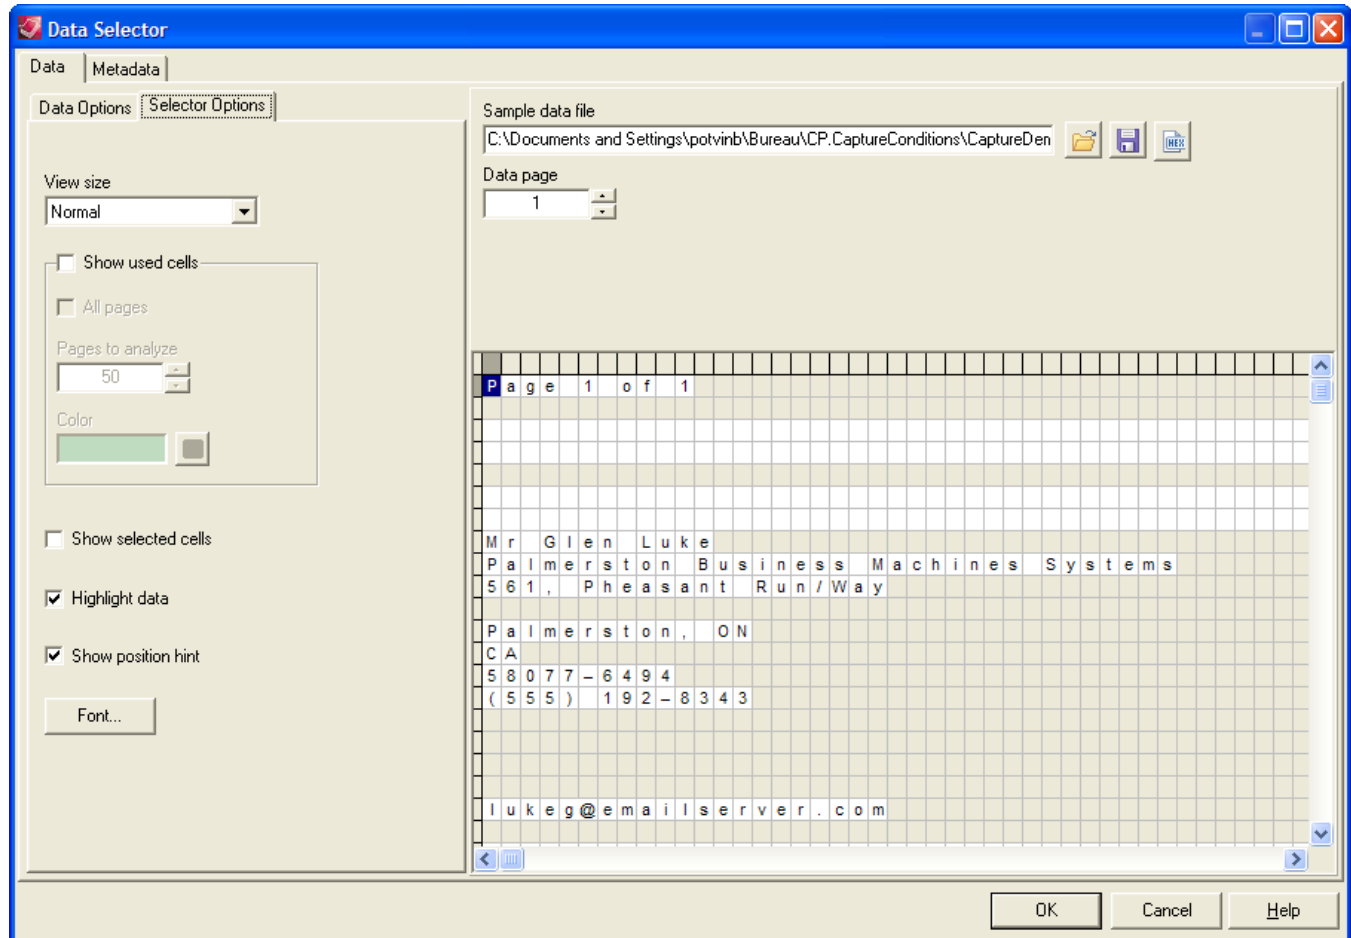 Data Selector
Data
Metadata
Data Options
Selector Options
View size
Normal
Show used cells
All pages
Pages to analyze
50
Color
Show selected cells
Highlight data
Show position hint
Font...
Sample data file
C:\Documents and Settings\potvinb\Bureau\CP.CaptureConditions\CaptureDen
HEX
Data page
1
Page 1 of 1
Mr Glen Luke
Palmerston Business Machines Systems
561, Pheasant Run/Way
Palmerston, ON
CA
58077-6494
(555) 192-8343
lukeg@emailserver.com
OK
Cancel
Help